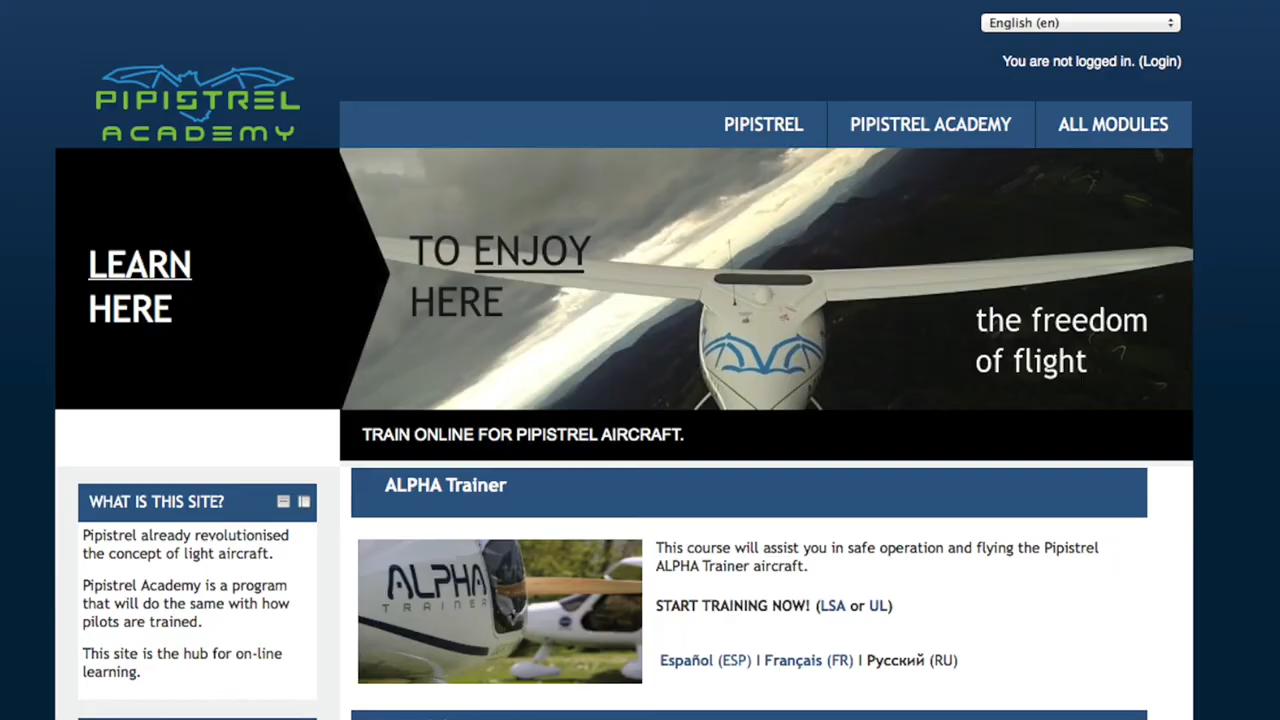 English (en)
You are not logged in. (Login)
PIPISTREL
ACADEMY
PIPISTREL
PIPISTREL ACADEMY
ALL MODULES
LEARN
HERE
TO ENJOY
HERE
the freedom
of flight
TRAIN ONLINE FOR PIPISTREL AIRCRAFT.
WHAT IS THIS SITE?
Pipistrel already revolutionised
the concept of light aircraft.
Pipistrel Academy is a program
that will do the same with how
pilots are trained.
This site is the hub for on-line
learning.
ALPHA Trainer
ALPHA
TRAINER
This course will assist you in safe operation and flying the Pipistrel
ALPHA Trainer aircraft.
START TRAINING NOW! (LSA or UL)
Español (ESP) I Français (FR) I Русский (RU)